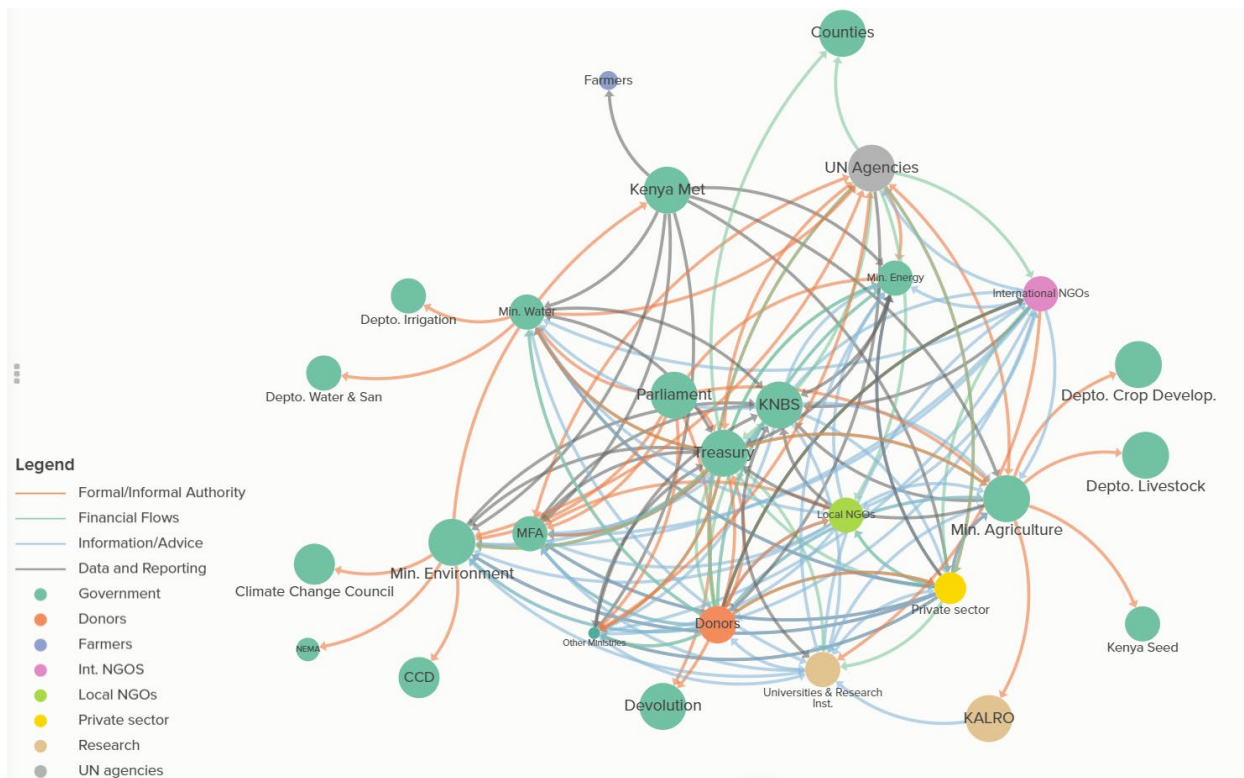 Counties
Farmers
UN Agencies
Kenya Met
Min. Energy
International NGOs
Depto. Irrigation
Min. Water
Depto. Water & San
Parliament
KNBS
Depto. Crop Develop.
Treasury
Depto. Livestock
Legend
Formal/Informal Authority
Financial Flows
Information/Advice
Data and Reporting
Government
Donors
Farmers
Int. NGOS
Local NGOs
Private sector
Research
UN agencies
Local NGOs
Min. Agriculture
MFA
Min. Environment
Climate Change Council
Private sector
NEMA
CCD
Other Ministries
Donors
Kenya Seed
Universities & Research
Inst.
Devolution
KALRO